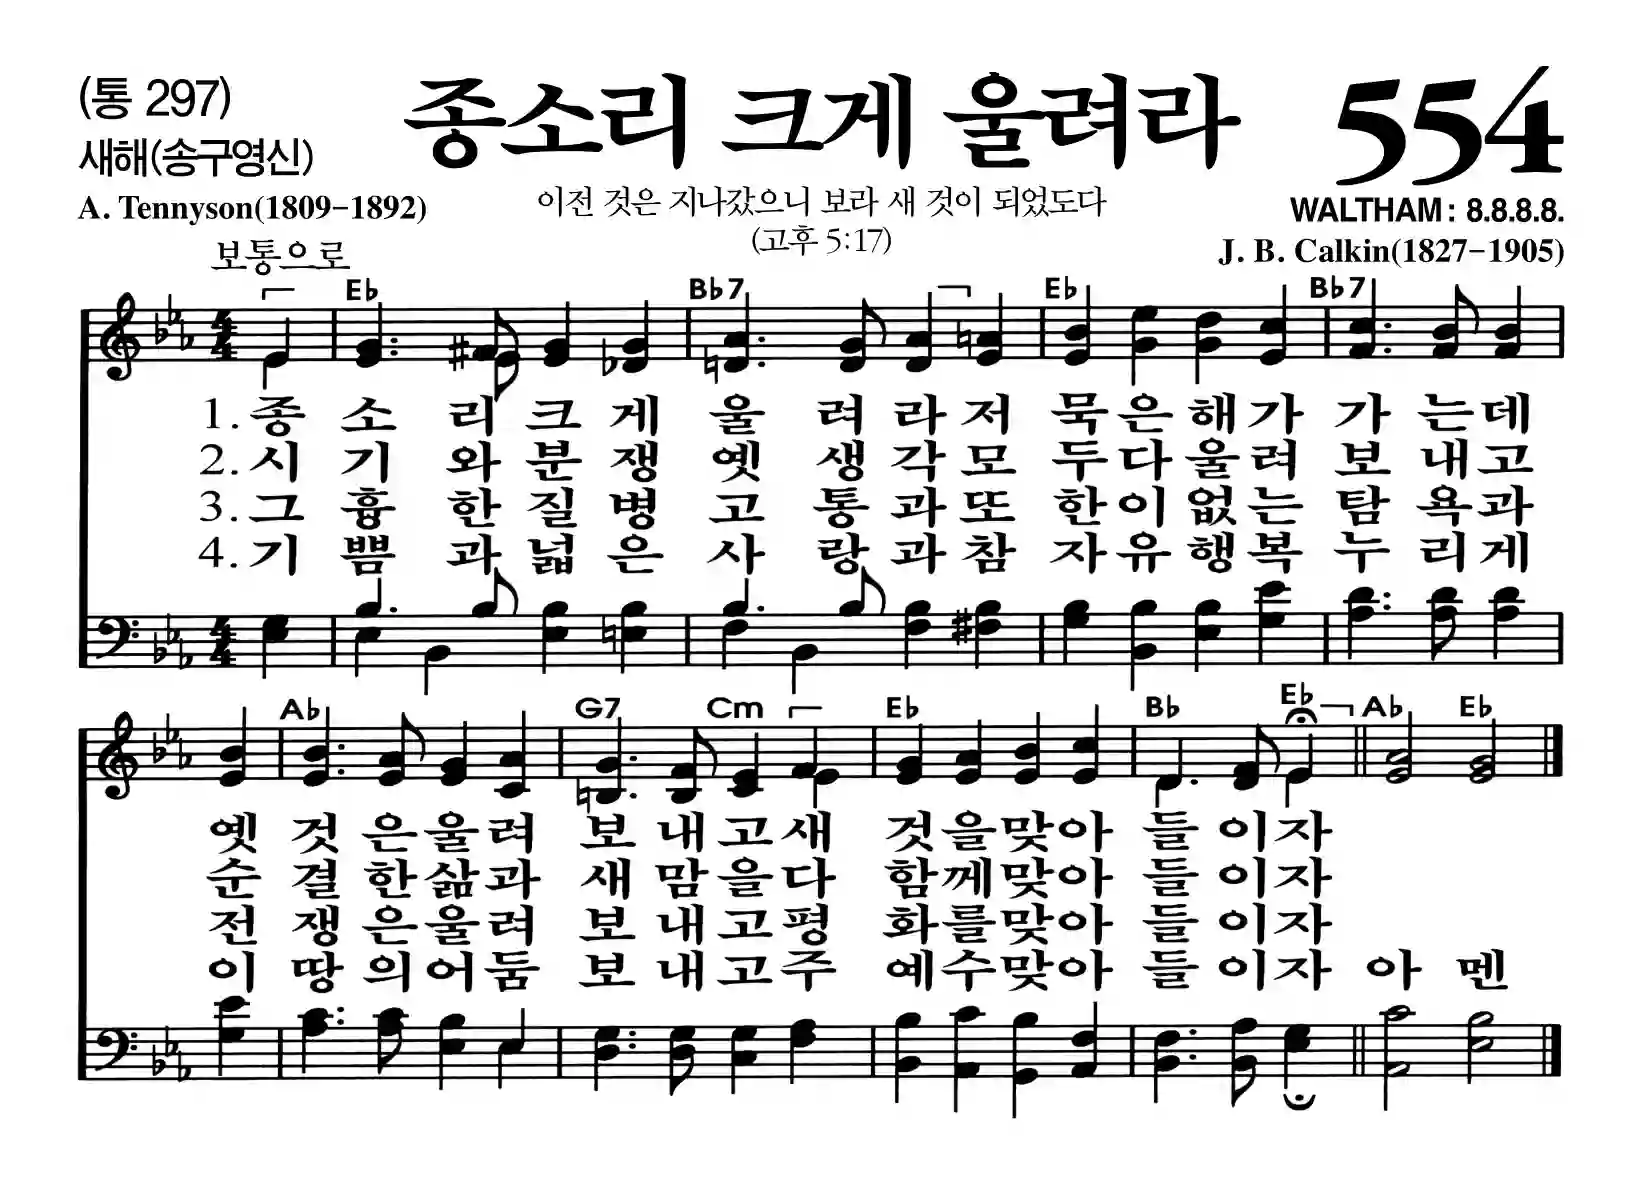 (통 297)
종소리 크게 울려라
554
새해(송구영신)
A. Tennyson(1809-1892)
이전 것은 지나갔으니 보라 새 것이 되었도다
(고후 5:17)
WALTHAM: 8.8.8.8.
J. B. Calkin(1827-1905)
보통으로
E♭ B♭7 E♭ B♭7
1. 종 소 리 크 게 울 려 라 저 묵 은 해 가 가 는 데
2. 시 기 와 분 쟁 옛 생 각 모 두 다 울 려 보 내 고
3. 그 흉 한 질 병 고 통 과 또 한 이 없 는 탐 욕 과
4. 기 쁨 과 넓 은 사 랑 과 참 자 유 행 복 누 리 게
A♭ G7 Cm E♭ B♭ E♭ A♭ E♭
옛 것 은 울 려 보 내 고 새 것 을 맞 아 들 이 자
순 결 한 삶 과 새 맘 을 다 함 께 맞 아 들 이 자
전 쟁 은 울 려 보 내 고 평 화 를 맞 아 들 이 자
이 땅 의 어 둠 보 내 고 주 예 수 맞 아 들 이 자 아 멘